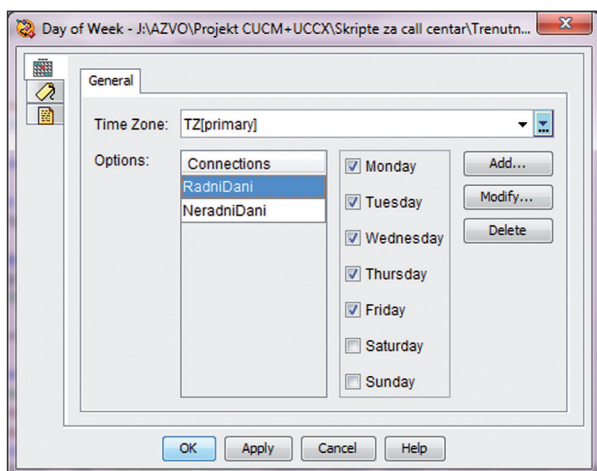 Day of Week - J:\AZVO\Projekt CUCM+UCCX\Skripte za call centar\Trenutn...
General
Time Zone: TZ[primary]
Options:
Connections
RadniDani
NeradniDani
Monday
Tuesday
Wednesday
Thursday
Friday
Saturday
Sunday
Add...
Modify...
Delete
OK Apply Cancel Help